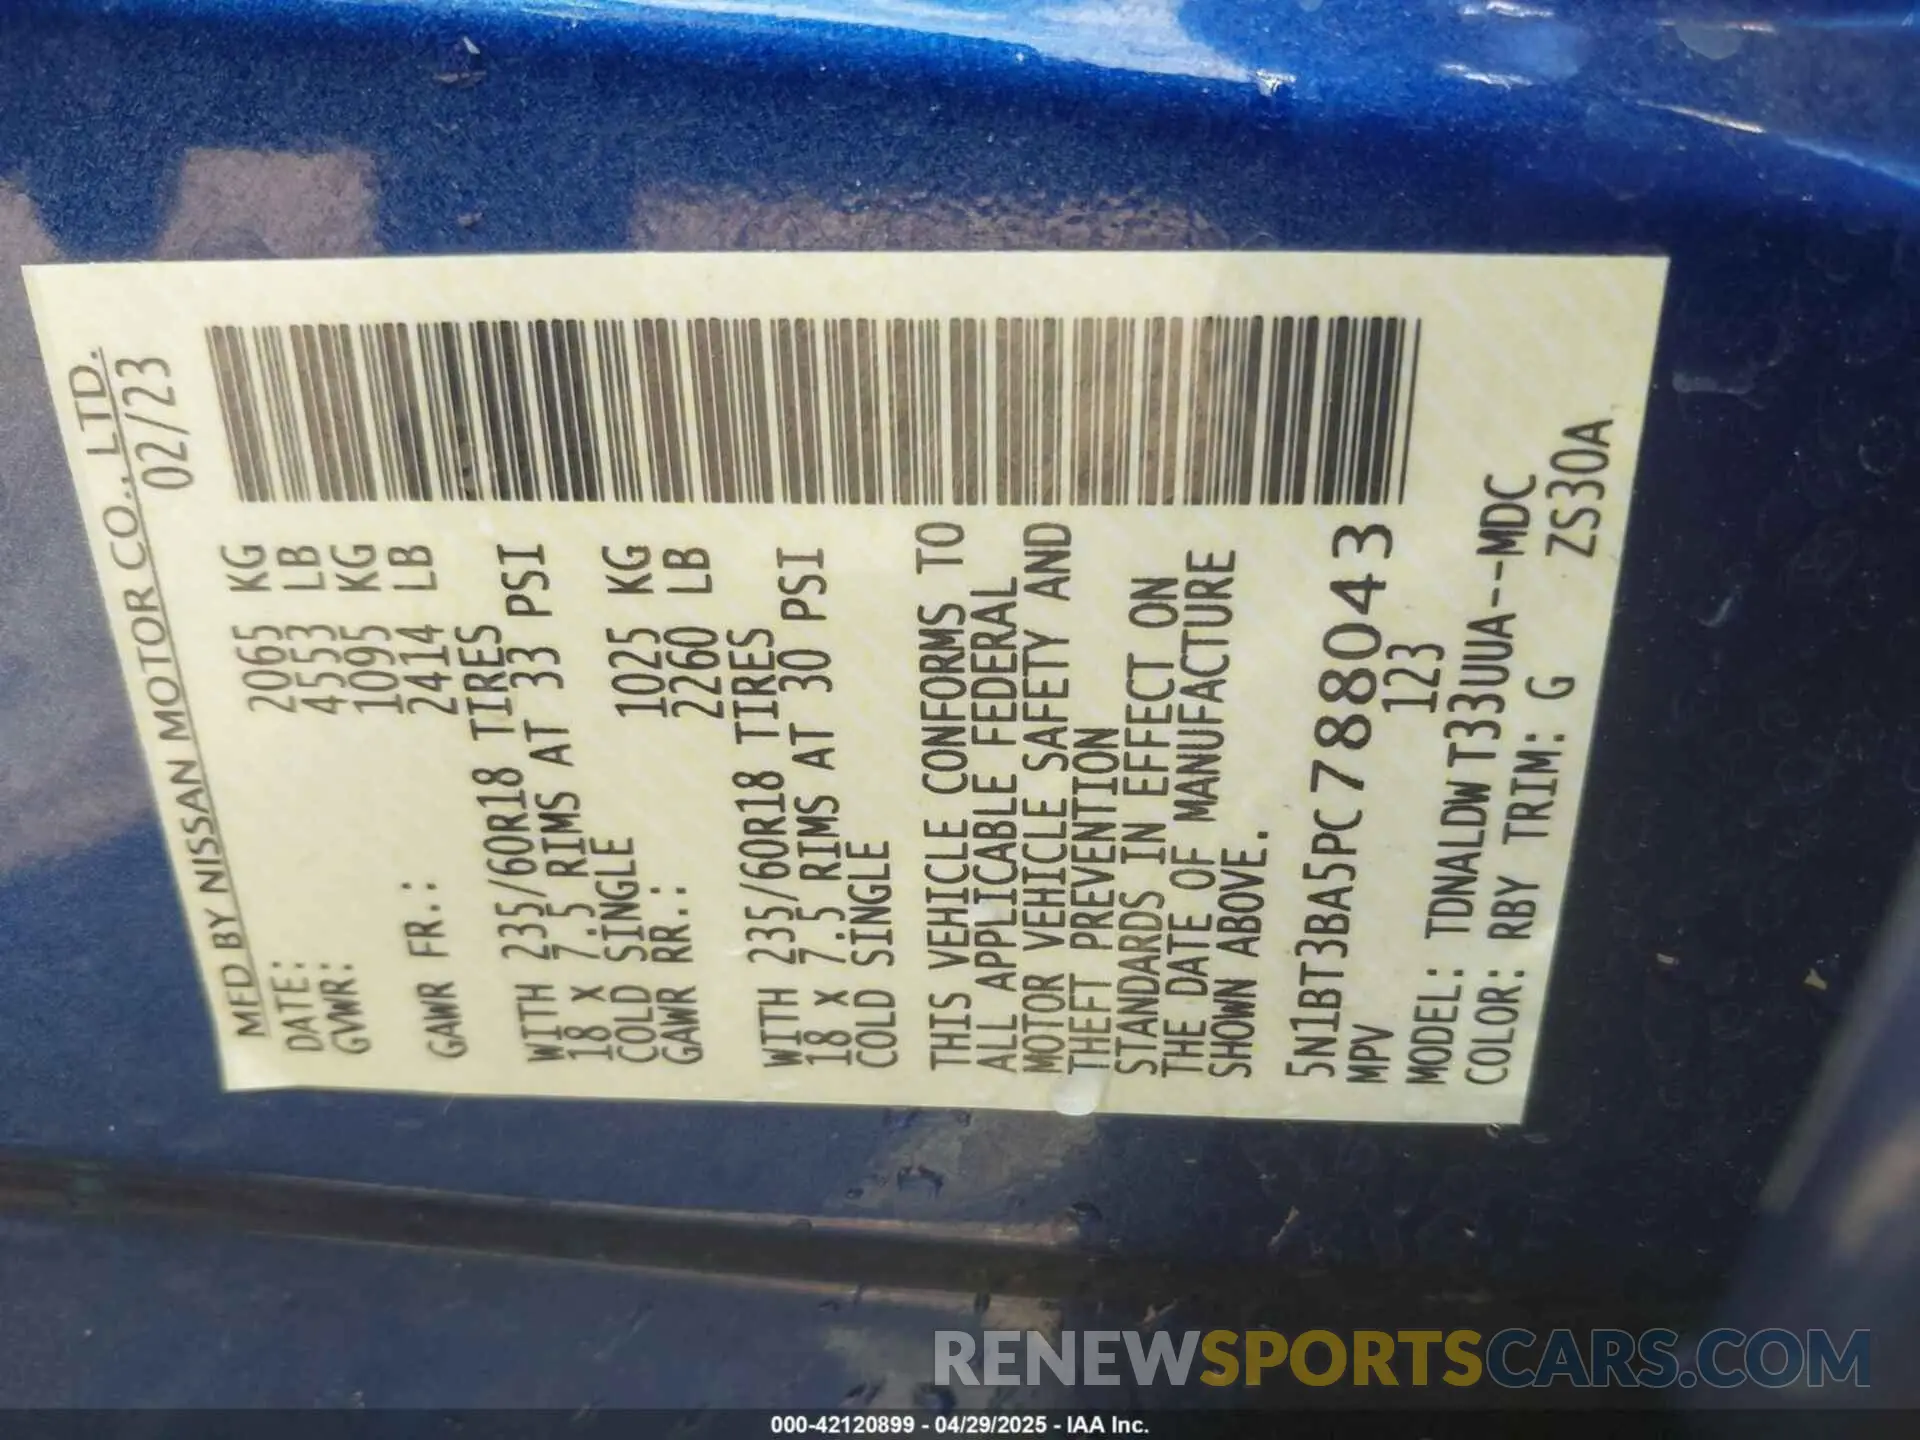 MFD BY NISSAN MOTOR CO., LTD.
DATE: 02/23
GVWR: 2065 KG
4553 LB
GAWR FR.: 1095 KG
2414 LB
WITH 235/60R18 TIRES
18 X 7.5 RIMS AT 33 PSI
COLD SINGLE
GAWR RR.: 1025 KG
2260 LB
WITH 235/60R18 TIRES
18 X 7.5 RIMS AT 30 PSI
COLD SINGLE
THIS VEHICLE CONFORMS TO
ALL APPLICABLE FEDERAL
MOTOR VEHICLE SAFETY AND
THEFT PREVENTION
STANDARDS IN EFFECT ON
THE DATE OF MANUFACTURE
SHOWN ABOVE.
5N1BT3BA5PC788043
MPV 123
MODEL: TDNALDW T33UUA--MDC
COLOR: RBY TRIM: G ZS30A
RENEWSPORTSCARS.COM
000-42120899 - 04/29/2025 - IAA Inc.